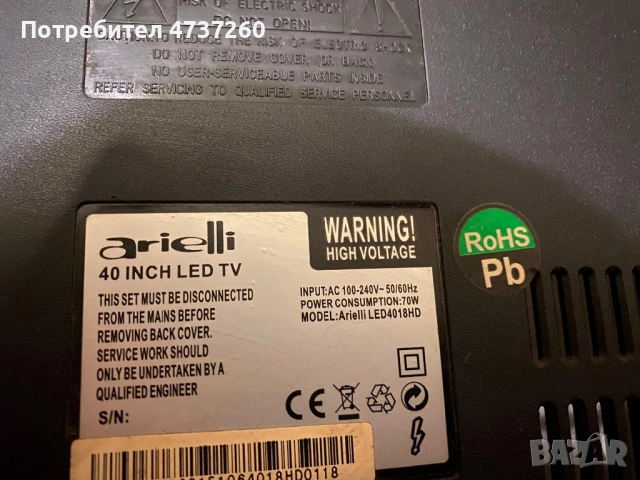 Потребител 4737260
RISK OF ELECTRIC SHOCK
DO NOT OPEN!
CAUTION: TO REDUCE THE RISK OF ELECTRIC SHOCK
DO NOT REMOVE COVER (OR BACK)
NO USER-SERVICEABLE PARTS INSIDE
REFER SERVICING TO QUALIFIED SERVICE PERSONNEL
arielli
40 INCH LED TV
THIS SET MUST BE DISCONNECTED
FROM THE MAINS BEFORE
REMOVING BACK COVER.
SERVICE WORK SHOULD
ONLY BE UNDERTAKEN BY A
QUALIFIED ENGINEER
S/N:
WARNING!
HIGH VOLTAGE
INPUT:AC 100-240V~ 50/60Hz
POWER CONSUMPTION:70W
MODEL:Arielli LED4018HD
CE
RoHS
Pb
BAZAR